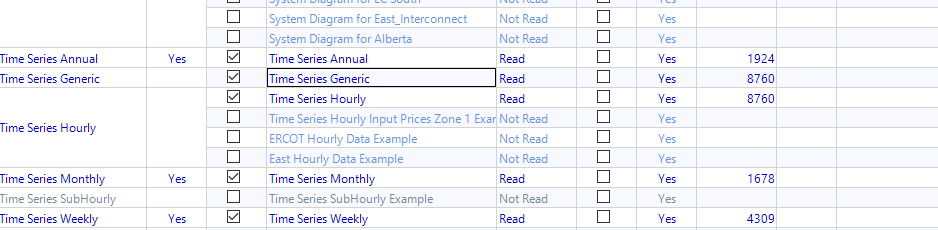 System Diagram for EC South Not Read Yes
System Diagram for East_Interconnect Not Read Yes
System Diagram for Alberta Not Read Yes
Time Series Annual Yes Time Series Annual Read Yes 1924
Time Series Generic Time Series Generic Read Yes 8760
Time Series Hourly Read Yes 8760
Time Series Hourly Time Series Hourly Input Prices Zone 1 Exar Not Read Yes
ERCOT Hourly Data Example Not Read Yes
East Hourly Data Example Not Read Yes
Time Series Monthly Yes Time Series Monthly Read Yes 1678
Time Series SubHourly Time Series SubHourly Example Not Read Yes
Time Series Weekly Yes Time Series Weekly Read Yes 4309